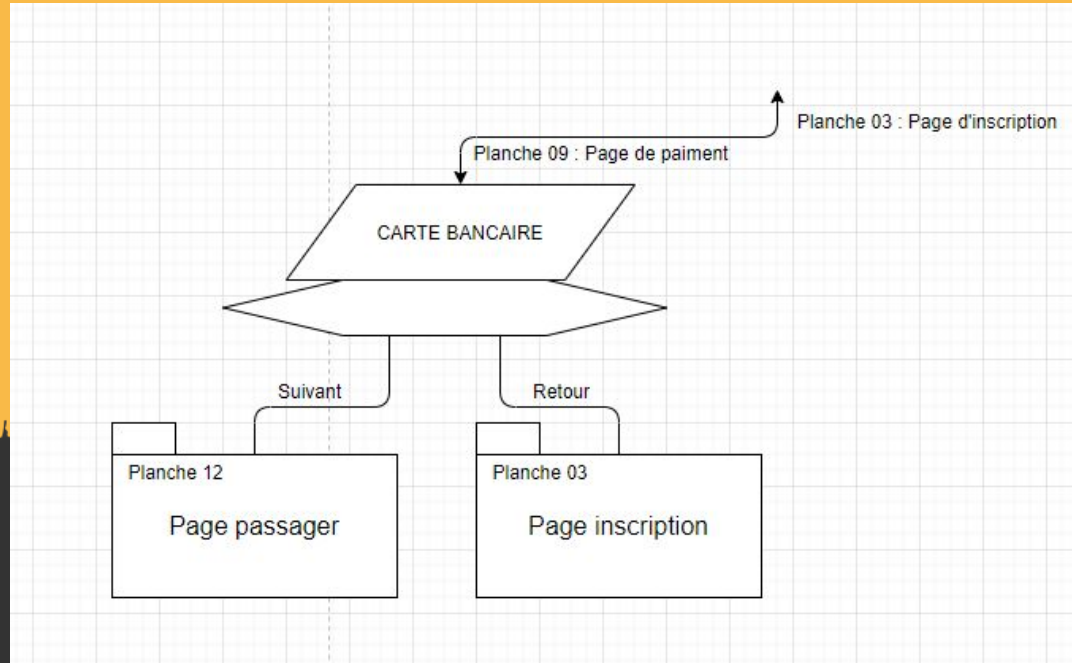 Planche 03 : Page d'inscription
Planche 09 : Page de paiment
CARTE BANCAIRE
Suivant
Retour
Planche 12
Page passager
Planche 03
Page inscription